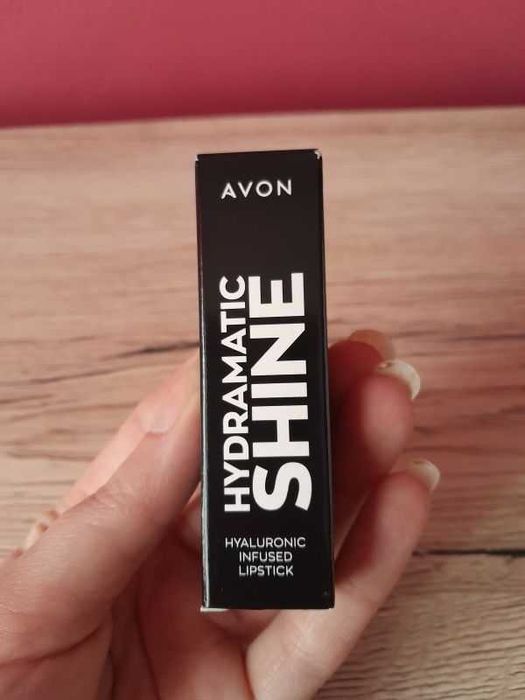 AVON
HYDRAMATIC
SHINE
HYALURONIC
INFUSED
LIPSTICK